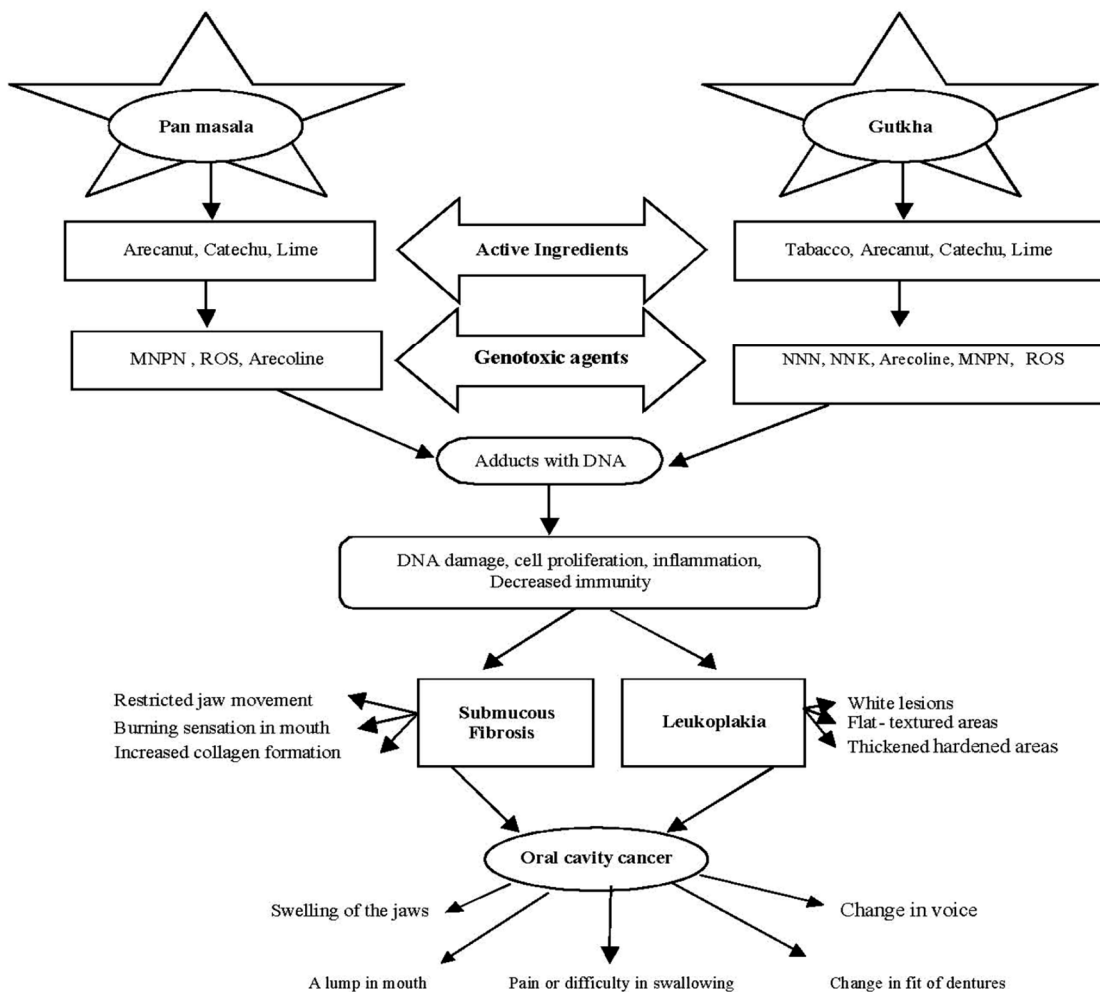 Pan masala
Gutkha
Arecanut, Catechu, Lime
Active Ingredients
Tabacco, Arecanut, Catechu, Lime
MNPN , ROS, Arecoline
Genotoxic agents
NNN, NNK, Arecoline, MNPN, ROS
Adducts with DNA
DNA damage, cell proliferation, inflammation,
Decreased immunity
Restricted jaw movement
Burning sensation in mouth
Increased collagen formation
Submucous
Fibrosis
Leukoplakia
White lesions
Flat- textured areas
Thickened hardened areas
Oral cavity cancer
Swelling of the jaws
Change in voice
A lump in mouth
Pain or difficulty in swallowing
Change in fit of dentures